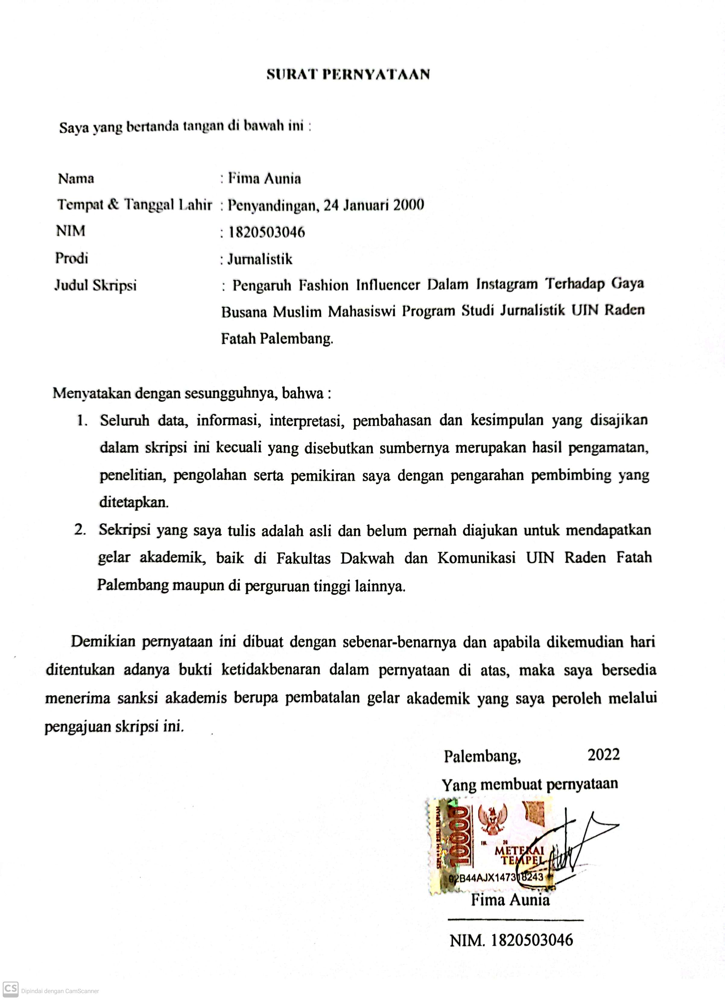 SURAT PERNYATAAN
Saya yang bertanda tangan di bawah ini :
Nama : Fima Aunia
Tempat & Tanggal Lahir : Penyandingan, 24 Januari 2000
NIM : 1820503046
Prodi : Jurnalistik
Judul Skripsi : Pengaruh Fashion Influencer Dalam Instagram Terhadap Gaya
Busana Muslim Mahasiswi Program Studi Jurnalistik UIN Raden
Fatah Palembang.
Menyatakan dengan sesungguhnya, bahwa :
1. Seluruh data, informasi, interpretasi, pembahasan dan kesimpulan yang disajikan
dalam skripsi ini kecuali yang disebutkan sumbernya merupakan hasil pengamatan,
penelitian, pengolahan serta pemikiran saya dengan pengarahan pembimbing yang
ditetapkan.
2. Sekripsi yang saya tulis adalah asli dan belum pernah diajukan untuk mendapatkan
gelar akademik, baik di Fakultas Dakwah dan Komunikasi UIN Raden Fatah
Palembang maupun di perguruan tinggi lainnya.
Demikian pernyataan ini dibuat dengan sebenar-benarnya dan apabila dikemudian hari
ditentukan adanya bukti ketidakbenaran dalam pernyataan di atas, maka saya bersedia
menerima sanksi akademis berupa pembatalan gelar akademik yang saya peroleh melalui
pengajuan skripsi ini.
Palembang, 2022
Yang membuat pernyataan
SEPULUH RIBU RUPIAH
10000
TGL 20
METERAI
TEMPEL
02B44AJX147318243
Fima Aunia
NIM. 1820503046
CS Dipindai dengan CamScanner